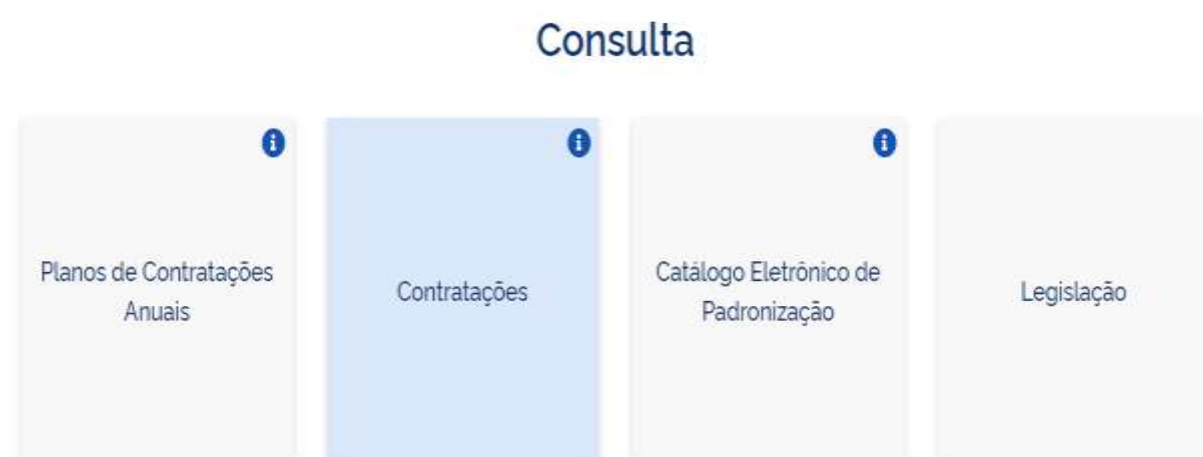 Consulta
Planos de Contratações
Anuais
Contratações
Catálogo Eletrônico de
Padronização
Legislação